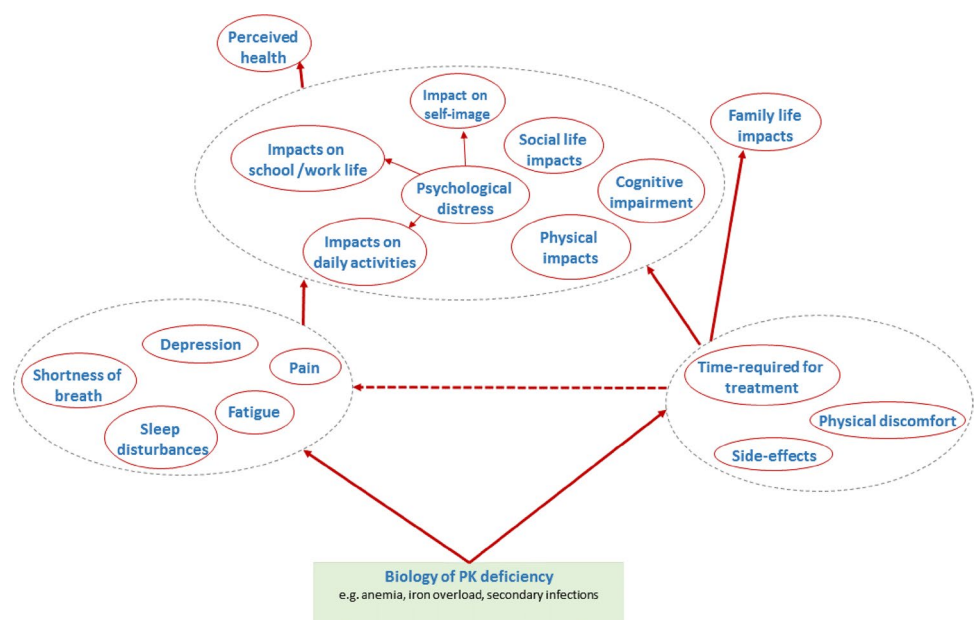 Perceived
health
Impact on
self-image
Family life
impacts
Social life
impacts
Impacts on
school /work life
Cognitive
impairment
Psychological
distress
Physical
impacts
Impacts on
daily activities
Depression
Pain
Shortness of
breath
Fatigue
Sleep
disturbances
Time-required for
treatment
Physical discomfort
Side-effects
Biology of PK deficiency
e.g. anemia, iron overload, secondary infections